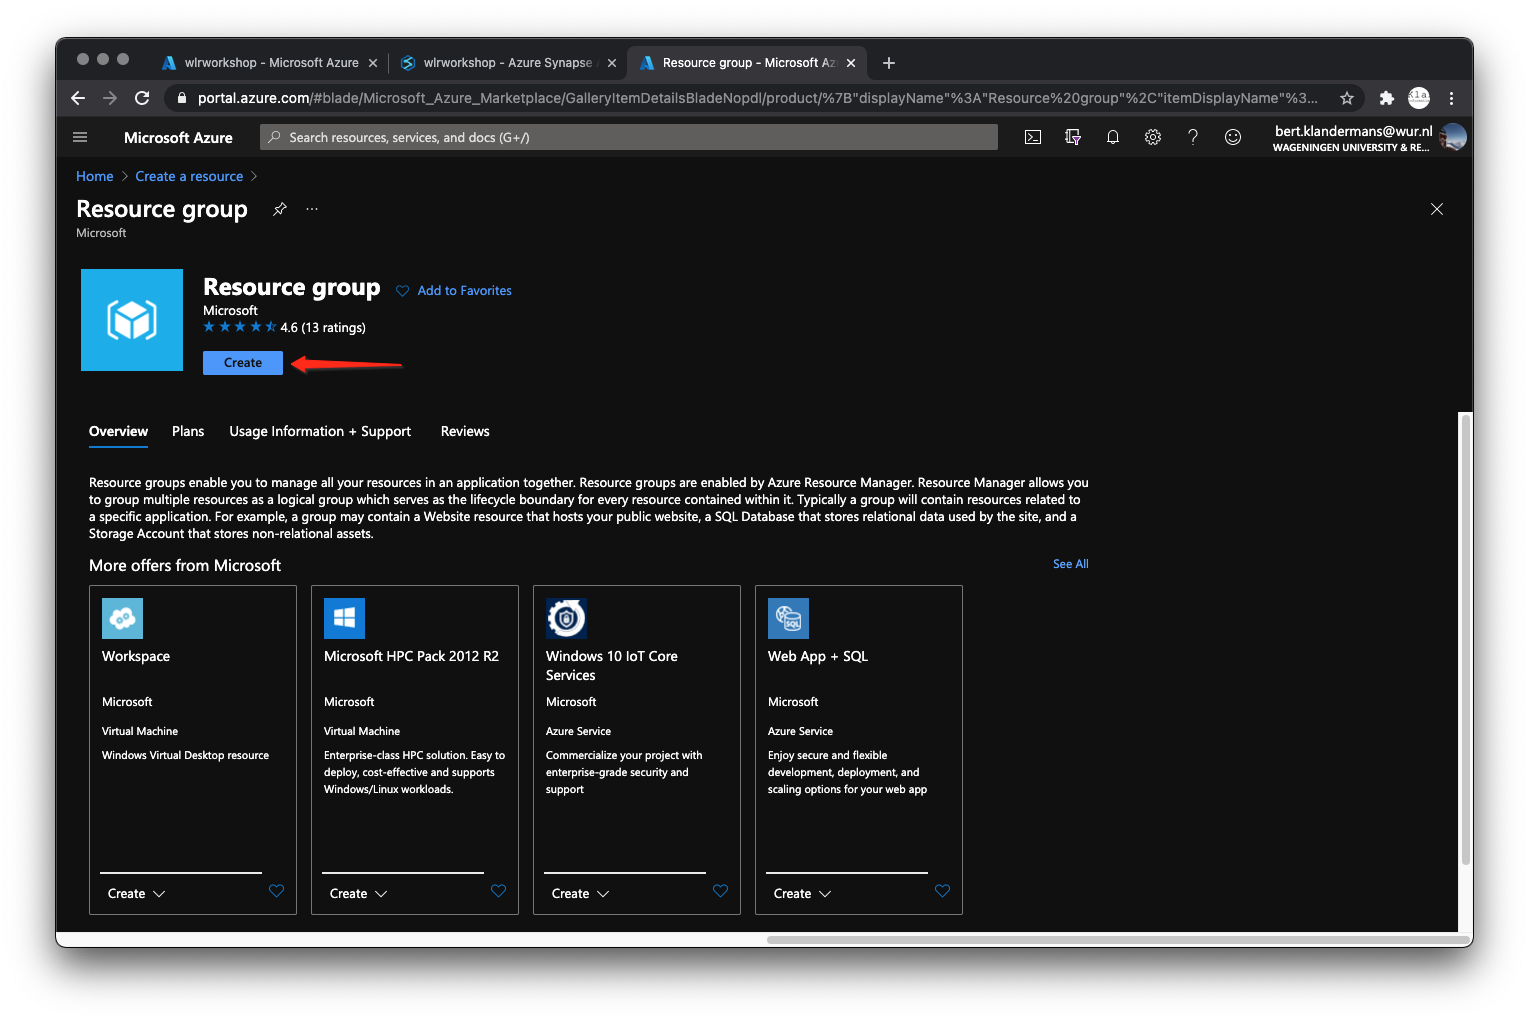 wlrworkshop - Microsoft Azure
wlrworkshop - Azure Synapse
Resource group - Microsoft Az
portal.azure.com/#blade/Microsoft_Azure_Marketplace/GalleryItemDetailsBladeNopdl/product/%7B"displayName"%3A"Resource%20group"%2C"itemDisplayName"%3...
Microsoft Azure
Search resources, services, and docs (G+/)
bert.klandermans@wur.nl
WAGENINGEN UNIVERSITY & RE...
Home > Create a resource >
Resource group
...
Microsoft
Resource group
Add to Favorites
Microsoft
4.6 (13 ratings)
Create
Overview
Plans
Usage Information + Support
Reviews
Resource groups enable you to manage all your resources in an application together. Resource groups are enabled by Azure Resource Manager. Resource Manager allows you
to group multiple resources as a logical group which serves as the lifecycle boundary for every resource contained within it. Typically a group will contain resources related to
a specific application. For example, a group may contain a Website resource that hosts your public website, a SQL Database that stores relational data used by the site, and a
Storage Account that stores non-relational assets.
More offers from Microsoft
See All
Workspace
Microsoft
Virtual Machine
Windows Virtual Desktop resource
Create
Microsoft HPC Pack 2012 R2
Microsoft
Virtual Machine
Enterprise-class HPC solution. Easy to
deploy, cost-effective and supports
Windows/Linux workloads.
Create
Windows 10 IoT Core
Services
Microsoft
Azure Service
Commercialize your project with
enterprise-grade security and
support
Create
SQL
Web App + SQL
Microsoft
Azure Service
Enjoy secure and flexible
development, deployment, and
scaling options for your web app
Create